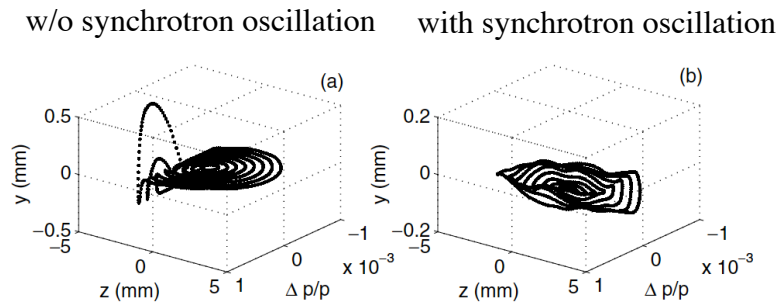 w/o synchrotron oscillation
with synchrotron oscillation
(a)
0.5
0
−0.5
y (mm)
−5
0
5
z (mm)
1
0
−1
x 10⁻³
Δ p/p
(b)
0.2
0
−0.2
y (mm)
−5
0
5
z (mm)
1
0
−1
x 10⁻³
Δ p/p